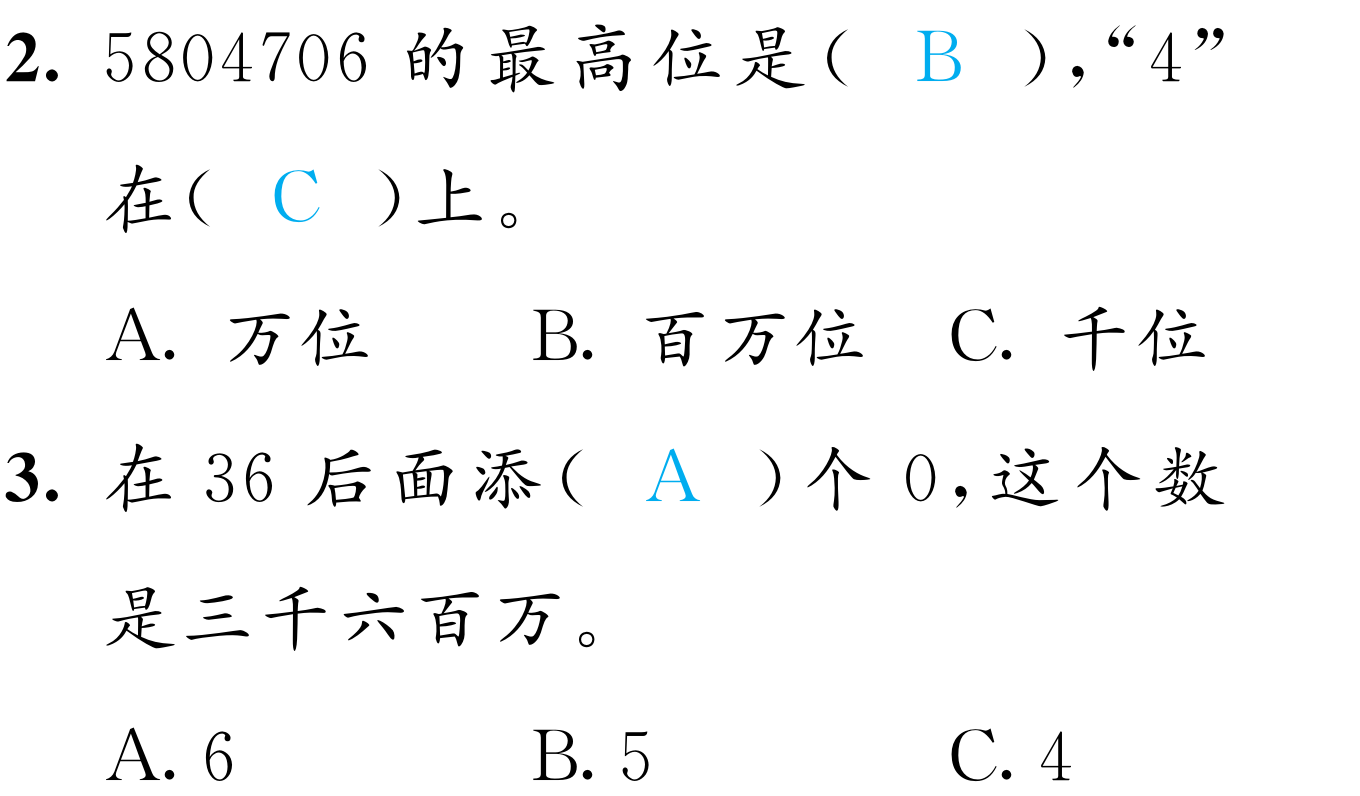 2. 5804706 的最高位是( B ),“4”
在( C )上。
A. 万位 B. 百万位 C. 千位
3. 在 36 后面添( A )个 0,这个数
是三千六百万。
A. 6 B. 5 C. 4